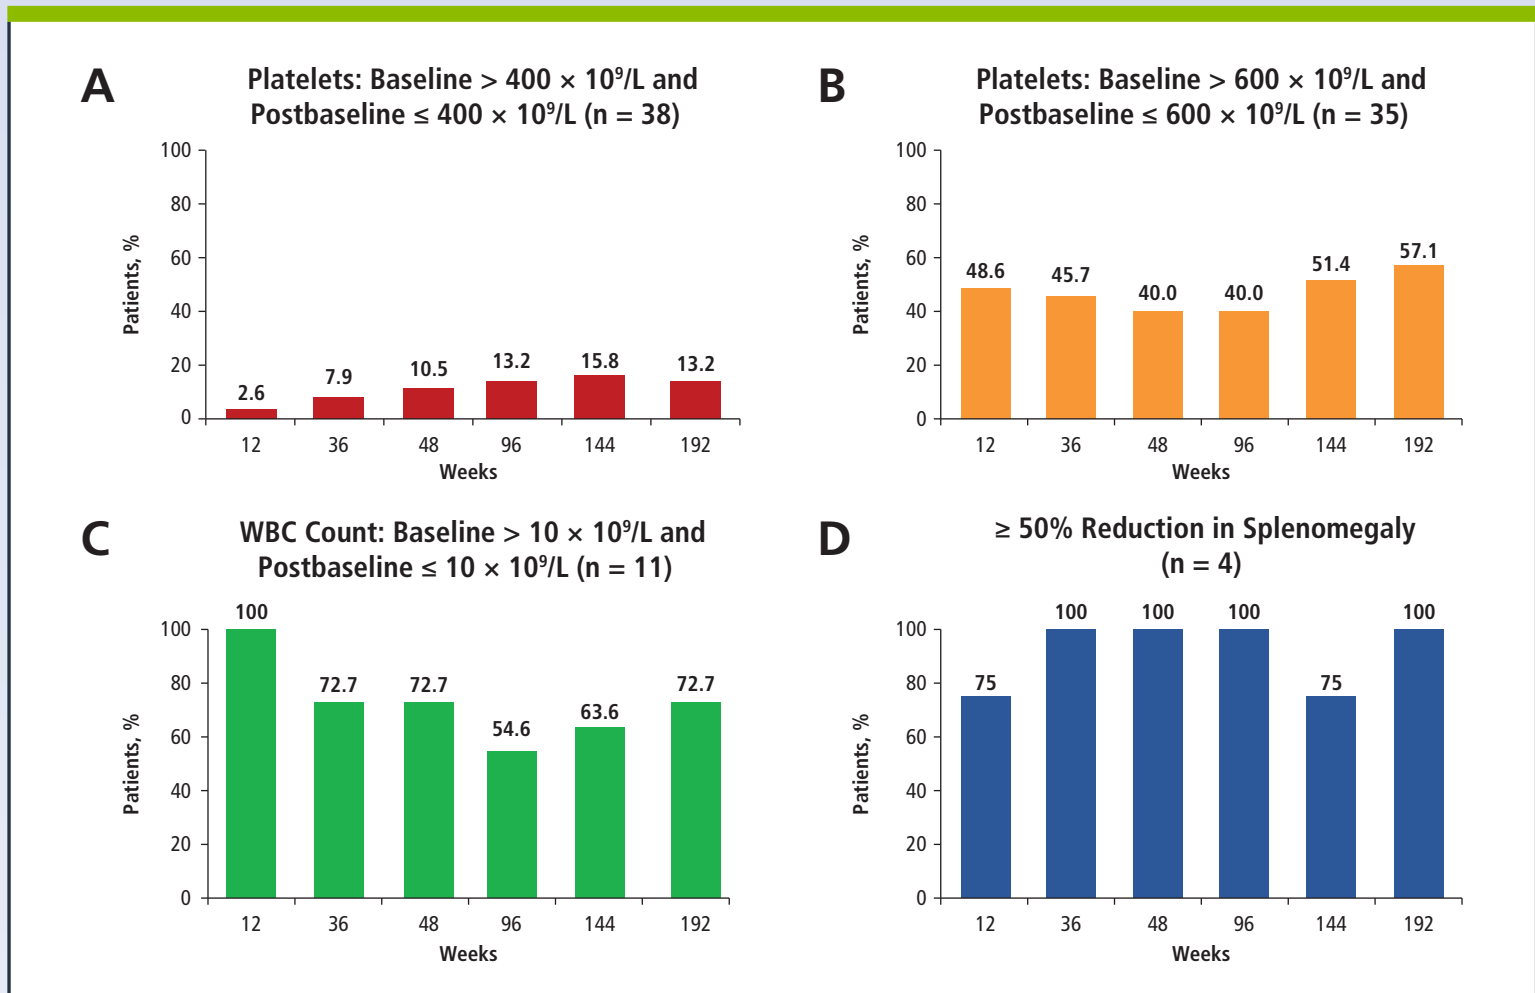 A
Platelets: Baseline > 400 × 10⁹/L and
Postbaseline ≤ 400 × 10⁹/L (n = 38)
Patients, %
100
80
60
40
20
0
2.6
7.9
10.5
13.2
15.8
13.2
12 36 48 96 144 192
Weeks
B
Platelets: Baseline > 600 × 10⁹/L and
Postbaseline ≤ 600 × 10⁹/L (n = 35)
Patients, %
100
80
60
40
20
0
48.6
45.7
40.0
40.0
51.4
57.1
12 36 48 96 144 192
Weeks
C
WBC Count: Baseline > 10 × 10⁹/L and
Postbaseline ≤ 10 × 10⁹/L (n = 11)
Patients, %
100
80
60
40
20
0
100
72.7
72.7
54.6
63.6
72.7
12 36 48 96 144 192
Weeks
D
≥ 50% Reduction in Splenomegaly
(n = 4)
Patients, %
100
80
60
40
20
0
75
100
100
100
75
100
12 36 48 96 144 192
Weeks